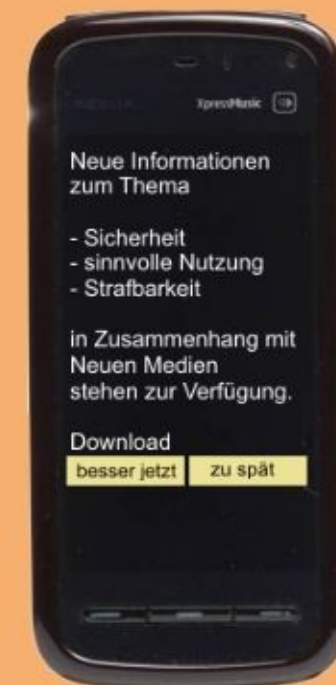 XpressMusic
Neue Informationen
zum Thema
- Sicherheit
- sinnvolle Nutzung
- Strafbarkeit
in Zusammenhang mit
Neuen Medien
stehen zur Verfügung.
Download
besser jetzt zu spät